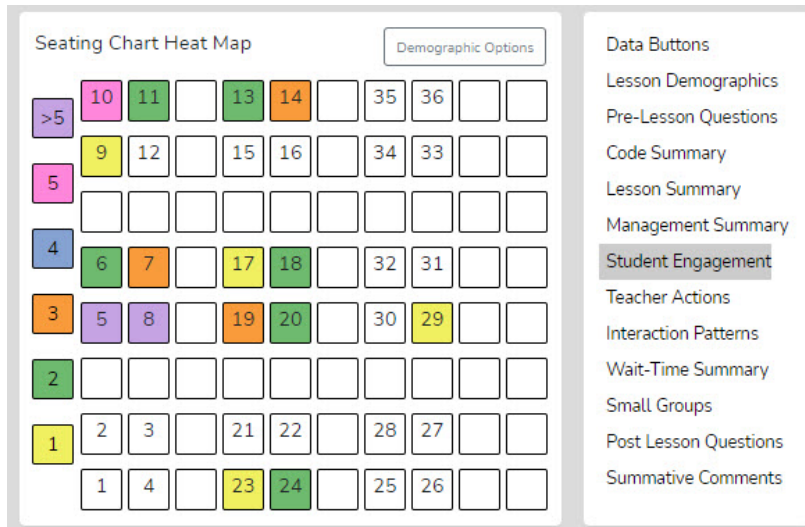 Seating Chart Heat Map
Demographic Options
10 11 13 14 35 36
>5
9 12 15 16 34 33
5
4
6 7 17 18 32 31
3
5 8 19 20 30 29
2
1
2 3 21 22 28 27
1 4 23 24 25 26
Data Buttons
Lesson Demographics
Pre-Lesson Questions
Code Summary
Lesson Summary
Management Summary
Student Engagement
Teacher Actions
Interaction Patterns
Wait-Time Summary
Small Groups
Post Lesson Questions
Summative Comments